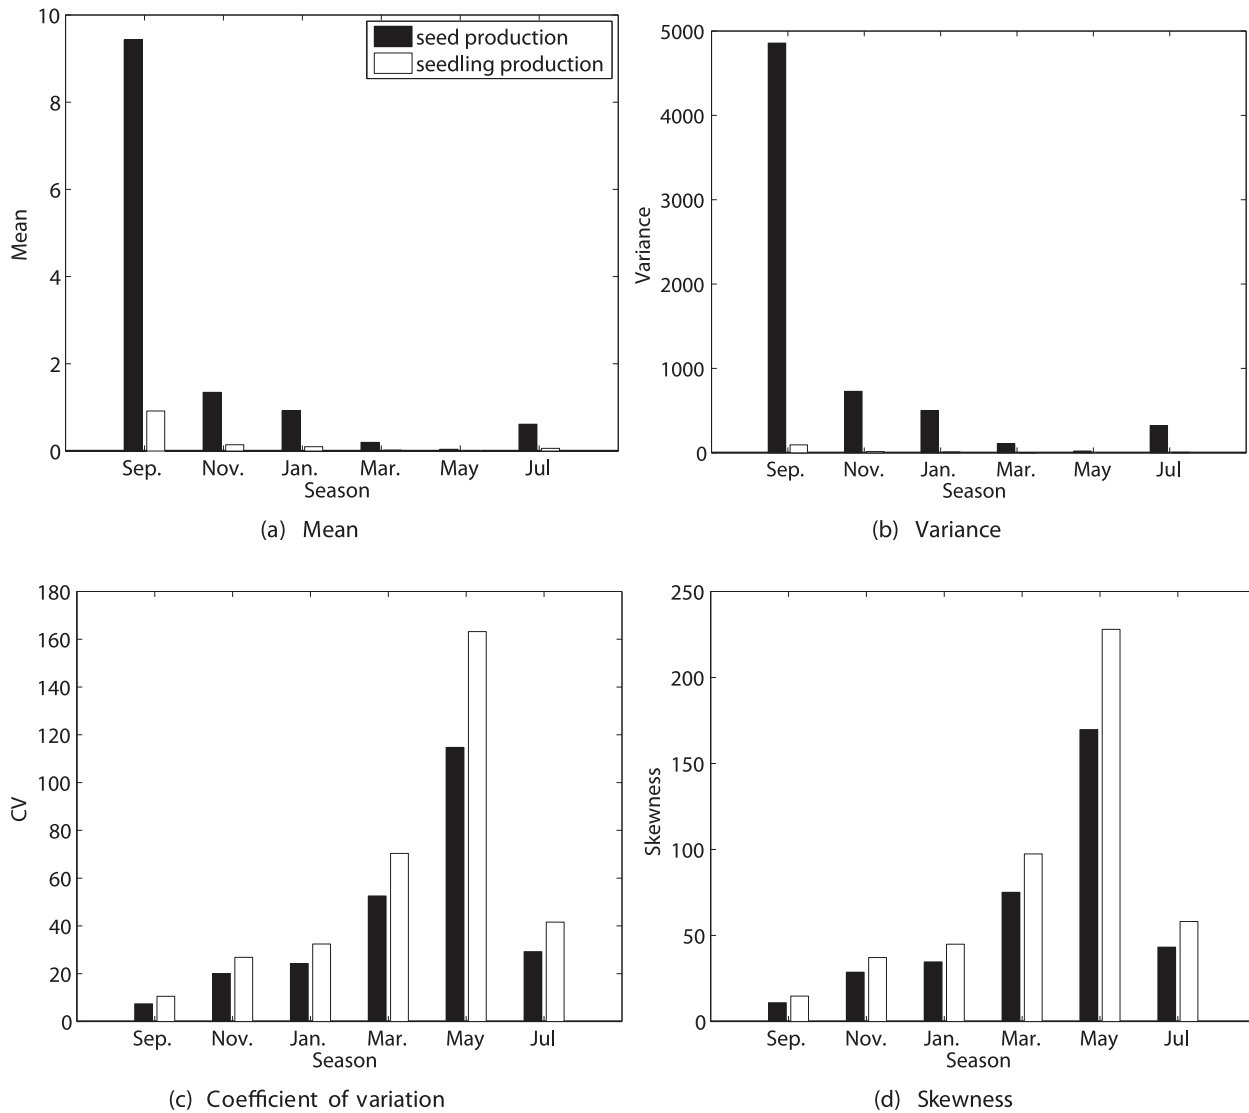 10
8
6
4
2
0
Mean
seed production
seedling production
Sep. Nov. Jan. Mar. May Jul
Season
(a) Mean
5000
4000
3000
2000
1000
0
Variance
Sep. Nov. Jan. Mar. May Jul
Season
(b) Variance
180
160
140
120
100
80
60
40
20
0
CV
Sep. Nov. Jan. Mar. May Jul
Season
(c) Coefficient of variation
250
200
150
100
50
0
Skewness
Sep. Nov. Jan. Mar. May Jul
Season
(d) Skewness